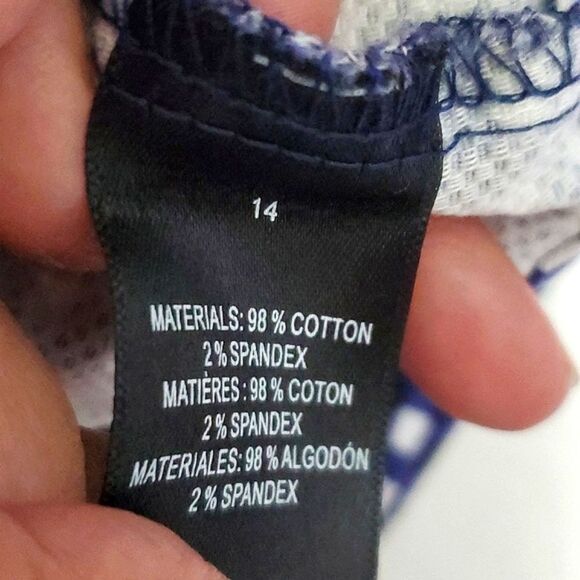 14
MATERIALS: 98 % COTTON
2 % SPANDEX
MATIÈRES : 98 % COTON
2 % SPANDEX
MATERIALES: 98 % ALGODÓN
2 % SPANDEX